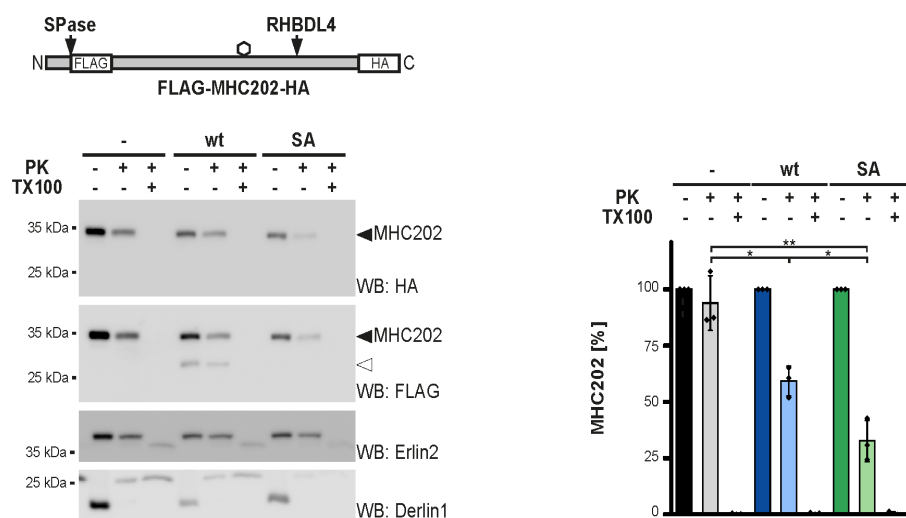 SPase RHBDL4
N FLAG HA C
FLAG-MHC202-HA
- wt SA
PK - + + - + + - + +
TX100 - - + - - + - - +
35 kDa MHC202
25 kDa
WB: HA
35 kDa MHC202
25 kDa
WB: FLAG
35 kDa WB: Erlin2
25 kDa
WB: Derlin1
- wt SA
PK - + + - + + - + +
TX100 - - + - - + - - +
**
* *
100
75
50
25
0
MHC202 [%]